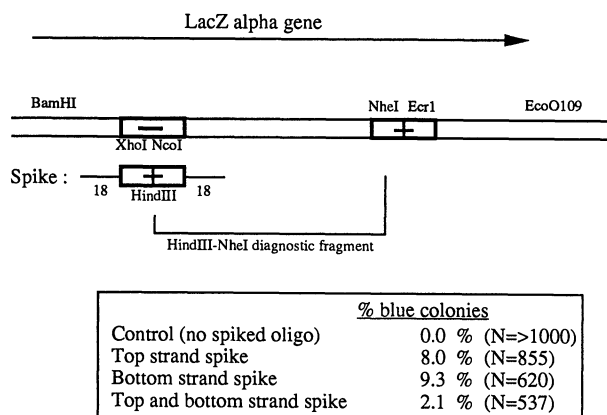 LacZ alpha gene
BamHI NheI Ecr1 EcoO109
XhoI NcoI
Spike :
18 HindIII 18
HindIII-NheI diagnostic fragment
% blue colonies
Control (no spiked oligo) 0.0 % (N=>1000)
Top strand spike 8.0 % (N=855)
Bottom strand spike 9.3 % (N=620)
Top and bottom strand spike 2.1 % (N=537)